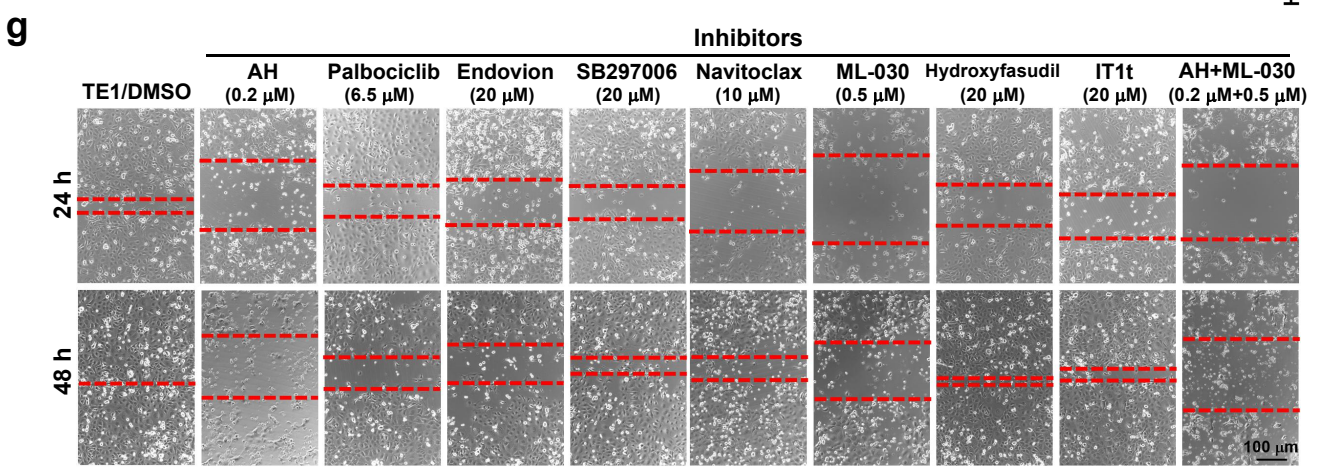 g
Inhibitors
TE1/DMSO
AH
(0.2 μM)
Palbociclib
(6.5 μM)
Endovion
(20 μM)
SB297006
(20 μM)
Navitoclax
(10 μM)
ML-030
(0.5 μM)
Hydroxyfasudil
(20 μM)
IT1t
(20 μM)
AH+ML-030
(0.2 μM+0.5 μM)
24 h
48 h
100 μm